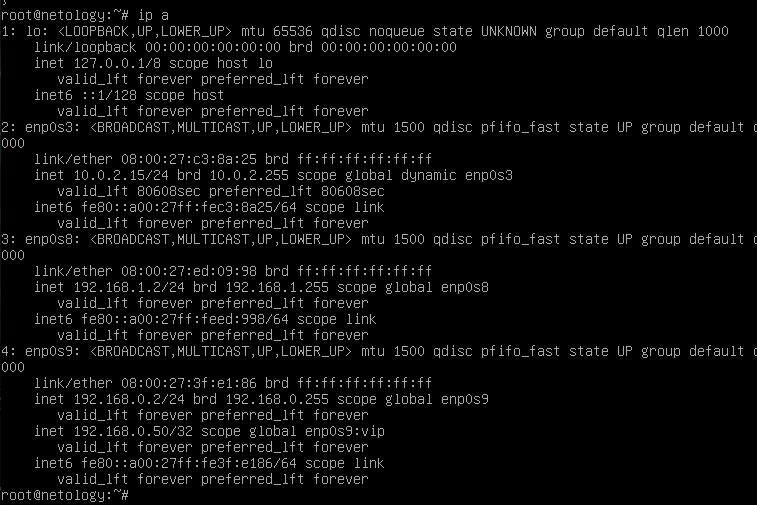 root@netology:~# ip a
1: lo: <LOOPBACK,UP,LOWER_UP> mtu 65536 qdisc noqueue state UNKNOWN group default qlen 1000
    link/loopback 00:00:00:00:00:00 brd 00:00:00:00:00:00
    inet 127.0.0.1/8 scope host lo
       valid_lft forever preferred_lft forever
    inet6 ::1/128 scope host
       valid_lft forever preferred_lft forever
2: enp0s3: <BROADCAST,MULTICAST,UP,LOWER_UP> mtu 1500 qdisc pfifo_fast state UP group default q
000
    link/ether 08:00:27:c3:8a:25 brd ff:ff:ff:ff:ff:ff
    inet 10.0.2.15/24 brd 10.0.2.255 scope global dynamic enp0s3
       valid_lft 80608sec preferred_lft 80608sec
    inet6 fe80::a00:27ff:fec3:8a25/64 scope link
       valid_lft forever preferred_lft forever
3: enp0s8: <BROADCAST,MULTICAST,UP,LOWER_UP> mtu 1500 qdisc pfifo_fast state UP group default q
000
    link/ether 08:00:27:ed:09:98 brd ff:ff:ff:ff:ff:ff
    inet 192.168.1.2/24 brd 192.168.1.255 scope global enp0s8
       valid_lft forever preferred_lft forever
    inet6 fe80::a00:27ff:feed:998/64 scope link
       valid_lft forever preferred_lft forever
4: enp0s9: <BROADCAST,MULTICAST,UP,LOWER_UP> mtu 1500 qdisc pfifo_fast state UP group default q
000
    link/ether 08:00:27:3f:e1:86 brd ff:ff:ff:ff:ff:ff
    inet 192.168.0.2/24 brd 192.168.0.255 scope global enp0s9
       valid_lft forever preferred_lft forever
    inet 192.168.0.50/32 scope global enp0s9:vip
       valid_lft forever preferred_lft forever
    inet6 fe80::a00:27ff:fe3f:e186/64 scope link
       valid_lft forever preferred_lft forever
root@netology:~#